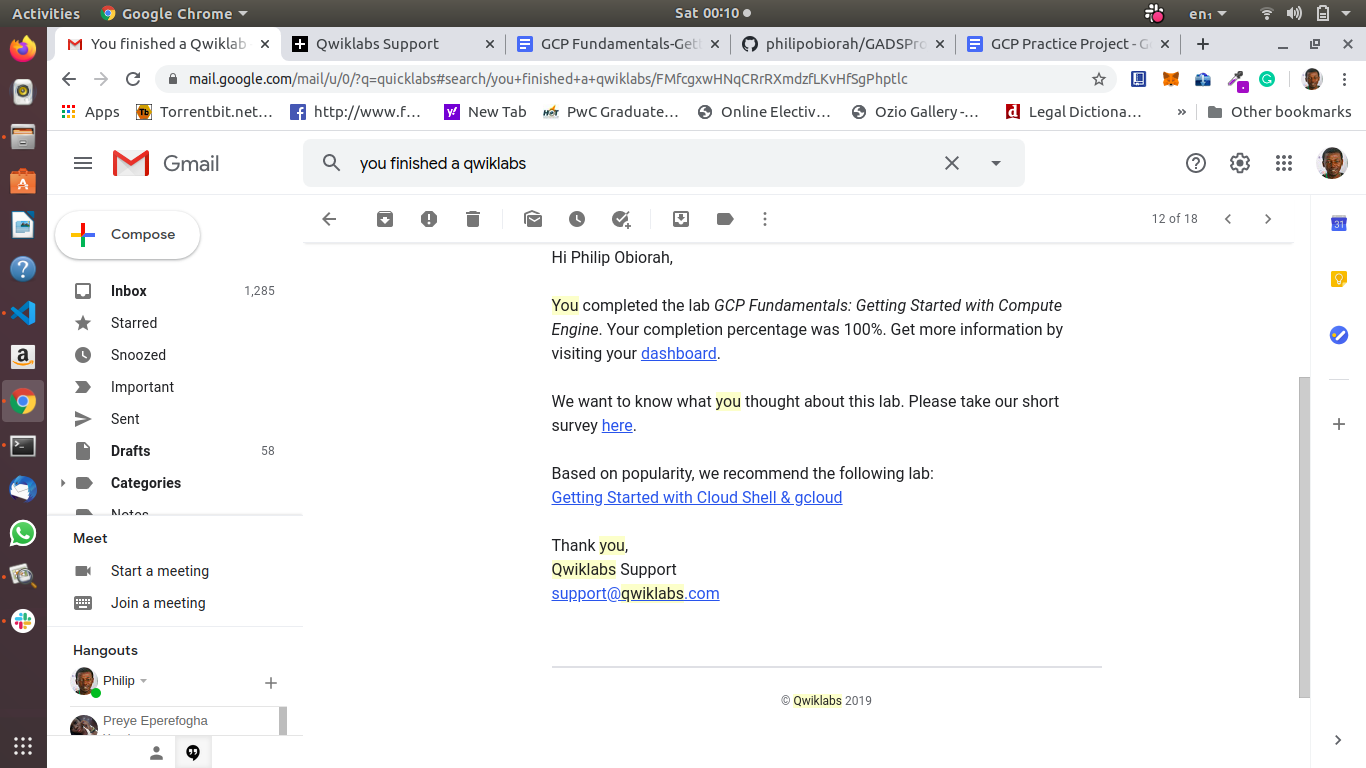 Activities
Google Chrome
Sat 00:10
en₁
You finished a Qwiklab
Qwiklabs Support
GCP Fundamentals-Get
philipobiorah/GADSPro
GCP Practice Project - G
mail.google.com/mail/u/0/?q=quicklabs#search/you+finished+a+qwiklabs/FMfcgxwHNqCRrRXmdzfLKvHfSgPhptlc
Apps
Torrentbit.net…
http://www.f…
New Tab
PwC Graduate…
Online Electiv…
Ozio Gallery -…
Legal Dictiona…
»
Other bookmarks
Gmail
you finished a qwiklabs
Compose
12 of 18
31
Inbox 1,285
Starred
Snoozed
Important
Sent
Drafts 58
Categories
Notes
Meet
Start a meeting
Join a meeting
Hangouts
Philip
Preye Eperefogha
Hi Philip Obiorah,
You completed the lab GCP Fundamentals: Getting Started with Compute
Engine. Your completion percentage was 100%. Get more information by
visiting your dashboard.
We want to know what you thought about this lab. Please take our short
survey here.
Based on popularity, we recommend the following lab:
Getting Started with Cloud Shell & gcloud
Thank you,
Qwiklabs Support
support@qwiklabs.com
© Qwiklabs 2019